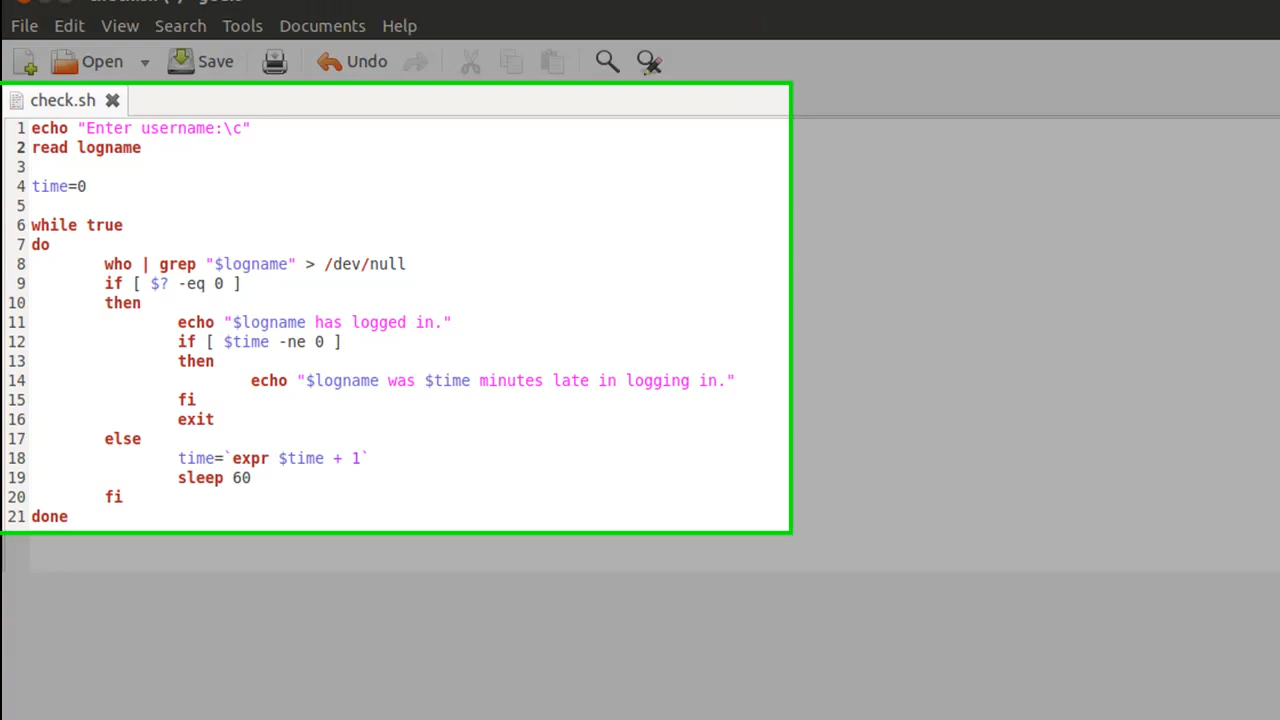 File Edit View Search Tools Documents Help
Open Save Undo
check.sh
1 echo "Enter username:\c"
2 read logname
3
4 time=0
5
6 while true
7 do
8 who | grep "$logname" > /dev/null
9 if [ $? -eq 0 ]
10 then
11 echo "$logname has logged in."
12 if [ $time -ne 0 ]
13 then
14 echo "$logname was $time minutes late in logging in."
15 fi
16 exit
17 else
18 time=`expr $time + 1`
19 sleep 60
20 fi
21 done